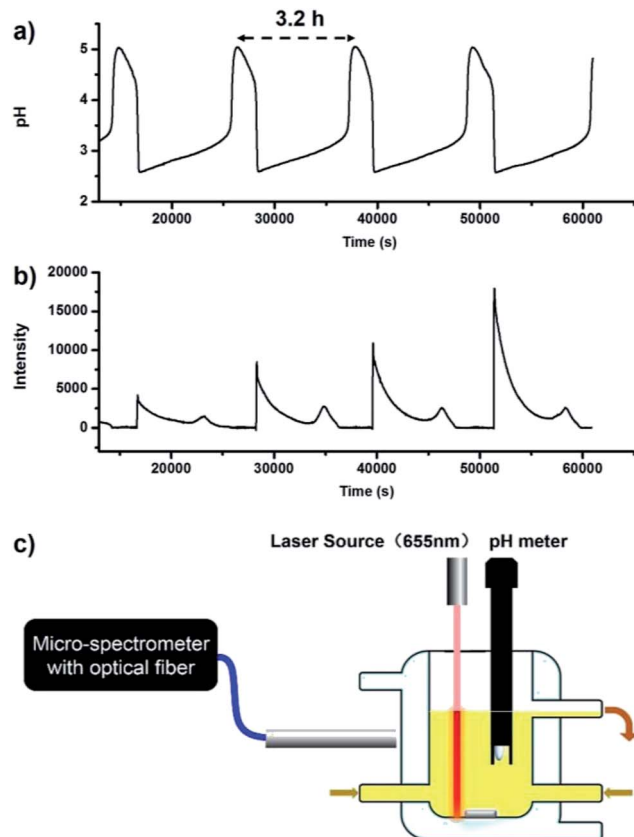 a)
3.2 h
5
4
3
2
pH
20000 30000 40000 50000 60000
Time (s)
b)
20000
15000
10000
5000
0
Intensity
20000 30000 40000 50000 60000
Time (s)
c)
Laser Source（655nm） pH meter
Micro-spectrometer
with optical fiber